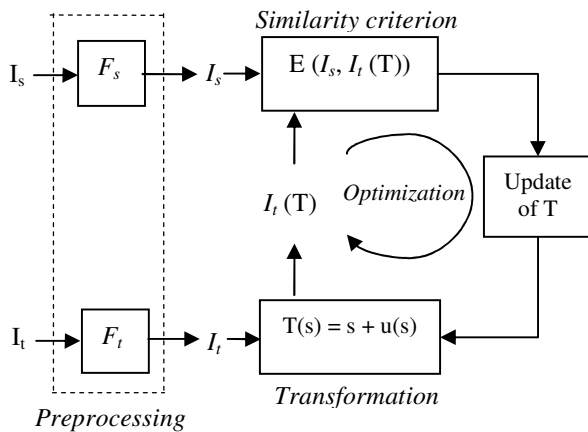 Similarity criterion
I_s
F_s
I_s
E (I_s, I_t (T))
I_t (T)
Optimization
Update
of T
I_t
F_t
I_t
T(s) = s + u(s)
Transformation
Preprocessing